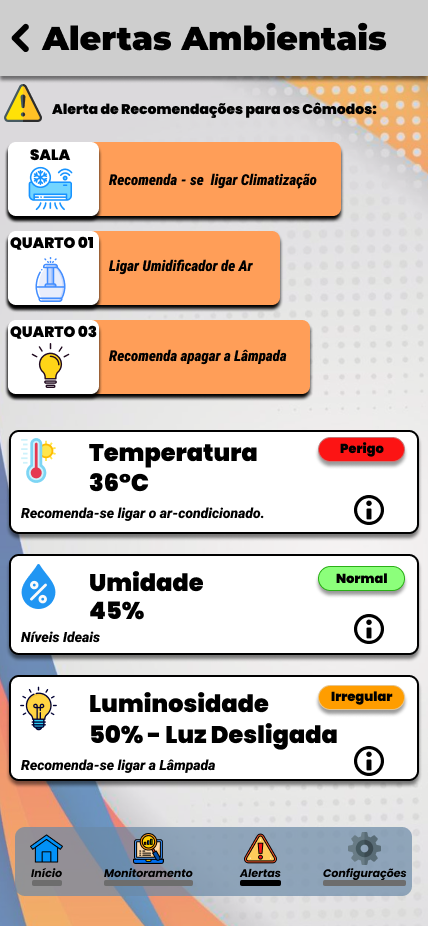 Alertas Ambientais
Alerta de Recomendações para os Cômodos:
SALA
Recomenda - se ligar Climatização
QUARTO 01
Ligar Umidificador de Ar
QUARTO 03
Recomenda apagar a Lâmpada
Temperatura
Perigo
36°C
Recomenda-se ligar o ar-condicionado.
Umidade
Normal
45%
Níveis Ideais
Luminosidade
Irregular
50% - Luz Desligada
Recomenda-se ligar a Lâmpada
Início
Monitoramento
Alertas
Configurações